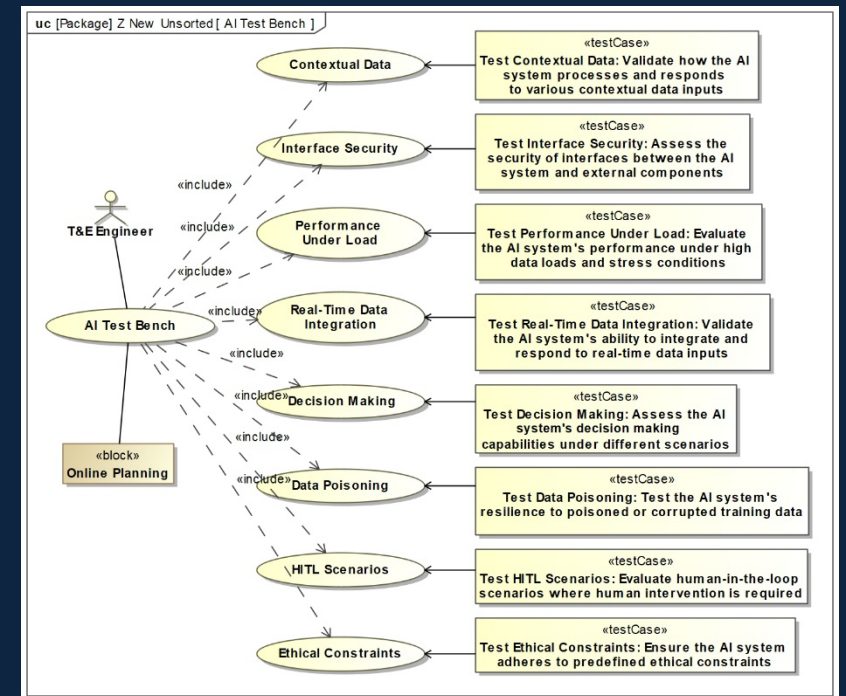 uc [Package] Z New Unsorted [ AI Test Bench ]
Contextual Data
«testCase»
Test Contextual Data: Validate how the AI
system processes and responds
to various contextual data inputs
Interface Security
«testCase»
Test Interface Security: Assess the
security of interfaces between the AI
system and external components
«include»
T&E Engineer
«include»
Performance
Under Load
«testCase»
Test Performance Under Load: Evaluate
the AI system's performance under high
data loads and stress conditions
«include»
AI Test Bench
«include»
Real-Time Data
Integration
«testCase»
Test Real-Time Data Integration: Validate
the AI system's ability to integrate and
respond to real-time data inputs
«include»
«include»
Decision Making
«testCase»
Test Decision Making: Assess the AI
system's decision making
capabilities under different scenarios
«include»
«block»
Online Planning
«include»
Data Poisoning
«testCase»
Test Data Poisoning: Test the AI system's
resilience to poisoned or corrupted training data
HITL Scenarios
«testCase»
Test HITL Scenarios: Evaluate human-in-the-loop
scenarios where human intervention is required
Ethical Constraints
«testCase»
Test Ethical Constraints: Ensure the AI system
adheres to predefined ethical constraints